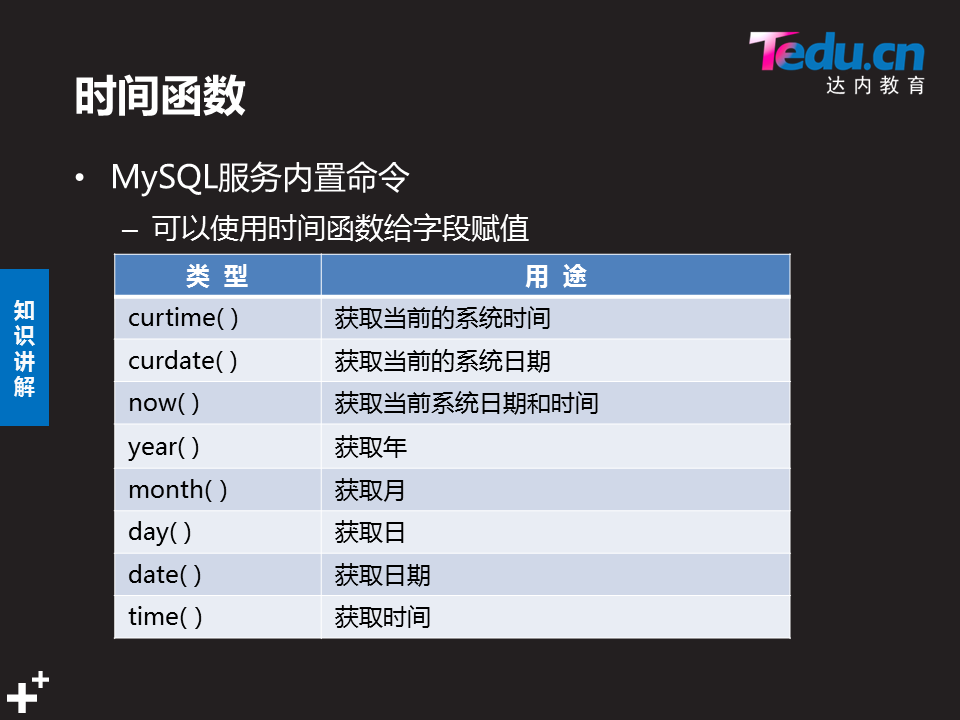 Tedu.cn
达内教育
时间函数
• MySQL服务内置命令
– 可以使用时间函数给字段赋值
类 型 用 途
curtime( ) 获取当前的系统时间
curdate( ) 获取当前的系统日期
now( ) 获取当前系统日期和时间
year( ) 获取年
month( ) 获取月
day( ) 获取日
date( ) 获取日期
time( ) 获取时间
知识讲解